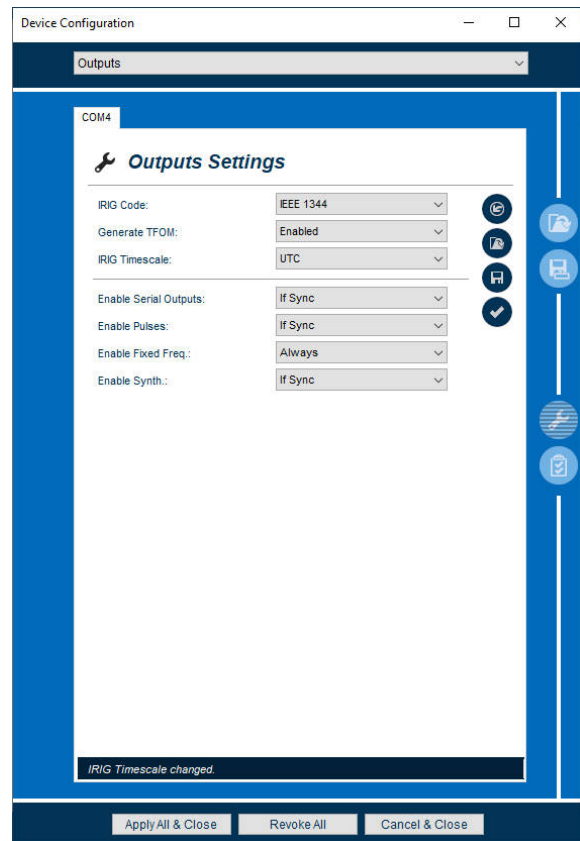 Device Configuration
Outputs
COM4
Outputs Settings
IRIG Code: IEEE 1344
Generate TFOM: Enabled
IRIG Timescale: UTC
Enable Serial Outputs: If Sync
Enable Pulses: If Sync
Enable Fixed Freq.: Always
Enable Synth.: If Sync
IRIG Timescale changed.
Apply All & Close Revoke All Cancel & Close